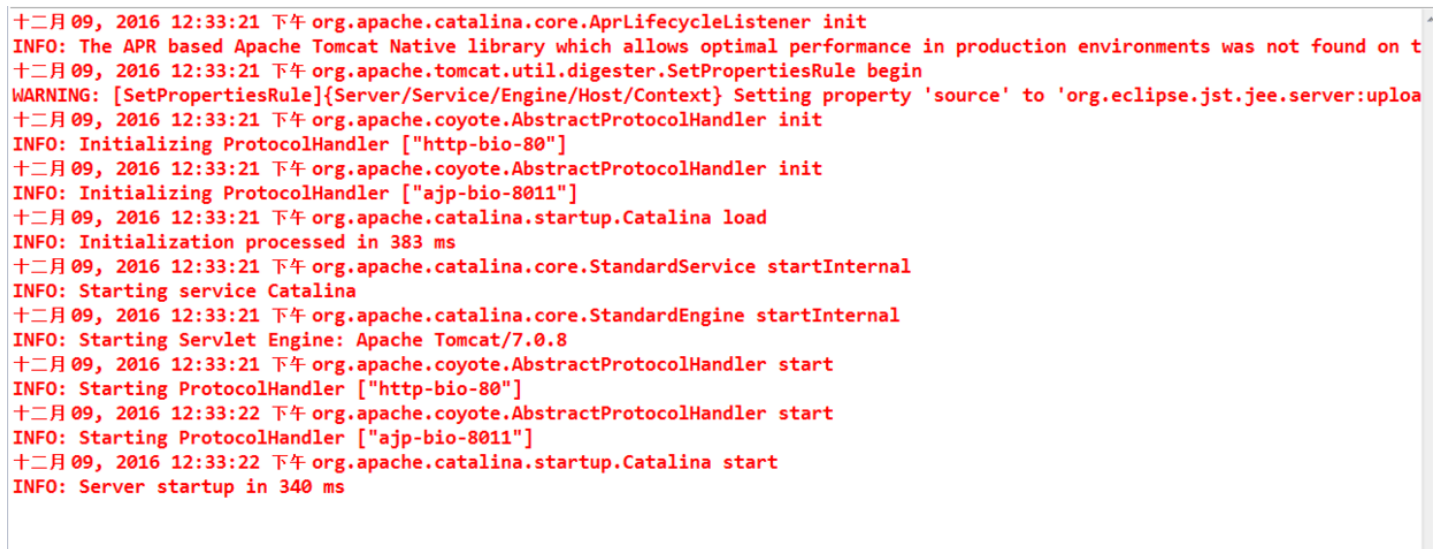 十二月 09, 2016 12:33:21 下午 org.apache.catalina.core.AprLifecycleListener init
INFO: The APR based Apache Tomcat Native library which allows optimal performance in production environments was not found on t
十二月 09, 2016 12:33:21 下午 org.apache.tomcat.util.digester.SetPropertiesRule begin
WARNING: [SetPropertiesRule]{Server/Service/Engine/Host/Context} Setting property 'source' to 'org.eclipse.jst.jee.server:uploa
十二月 09, 2016 12:33:21 下午 org.apache.coyote.AbstractProtocolHandler init
INFO: Initializing ProtocolHandler ["http-bio-80"]
十二月 09, 2016 12:33:21 下午 org.apache.coyote.AbstractProtocolHandler init
INFO: Initializing ProtocolHandler ["ajp-bio-8011"]
十二月 09, 2016 12:33:21 下午 org.apache.catalina.startup.Catalina load
INFO: Initialization processed in 383 ms
十二月 09, 2016 12:33:21 下午 org.apache.catalina.core.StandardService startInternal
INFO: Starting service Catalina
十二月 09, 2016 12:33:21 下午 org.apache.catalina.core.StandardEngine startInternal
INFO: Starting Servlet Engine: Apache Tomcat/7.0.8
十二月 09, 2016 12:33:21 下午 org.apache.coyote.AbstractProtocolHandler start
INFO: Starting ProtocolHandler ["http-bio-80"]
十二月 09, 2016 12:33:22 下午 org.apache.coyote.AbstractProtocolHandler start
INFO: Starting ProtocolHandler ["ajp-bio-8011"]
十二月 09, 2016 12:33:22 下午 org.apache.catalina.startup.Catalina start
INFO: Server startup in 340 ms